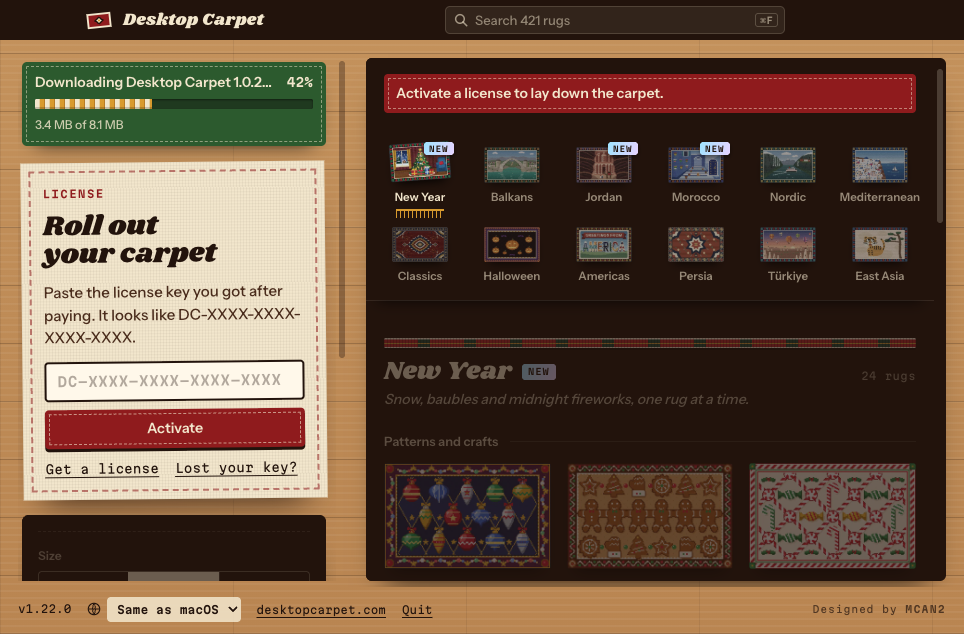 Desktop Carpet
Search 421 rugs
⌘F
Downloading Desktop Carpet 1.0.2... 42%
3.4 MB of 8.1 MB
LICENSE
Roll out
your carpet
Paste the license key you got after
paying. It looks like DC-XXXX-XXXX-
XXXX-XXXX.
DC-XXXX-XXXX-XXXX-XXXX
Activate
Get a license Lost your key?
Size
Activate a license to lay down the carpet.
NEW NEW NEW
New Year Balkans Jordan Morocco Nordic Mediterranean
Classics Halloween Americas Persia Türkiye East Asia
New Year NEW 24 rugs
Snow, baubles and midnight fireworks, one rug at a time.
Patterns and crafts
v1.22.0 Same as macOS desktopcarpet.com Quit Designed by MCAN2